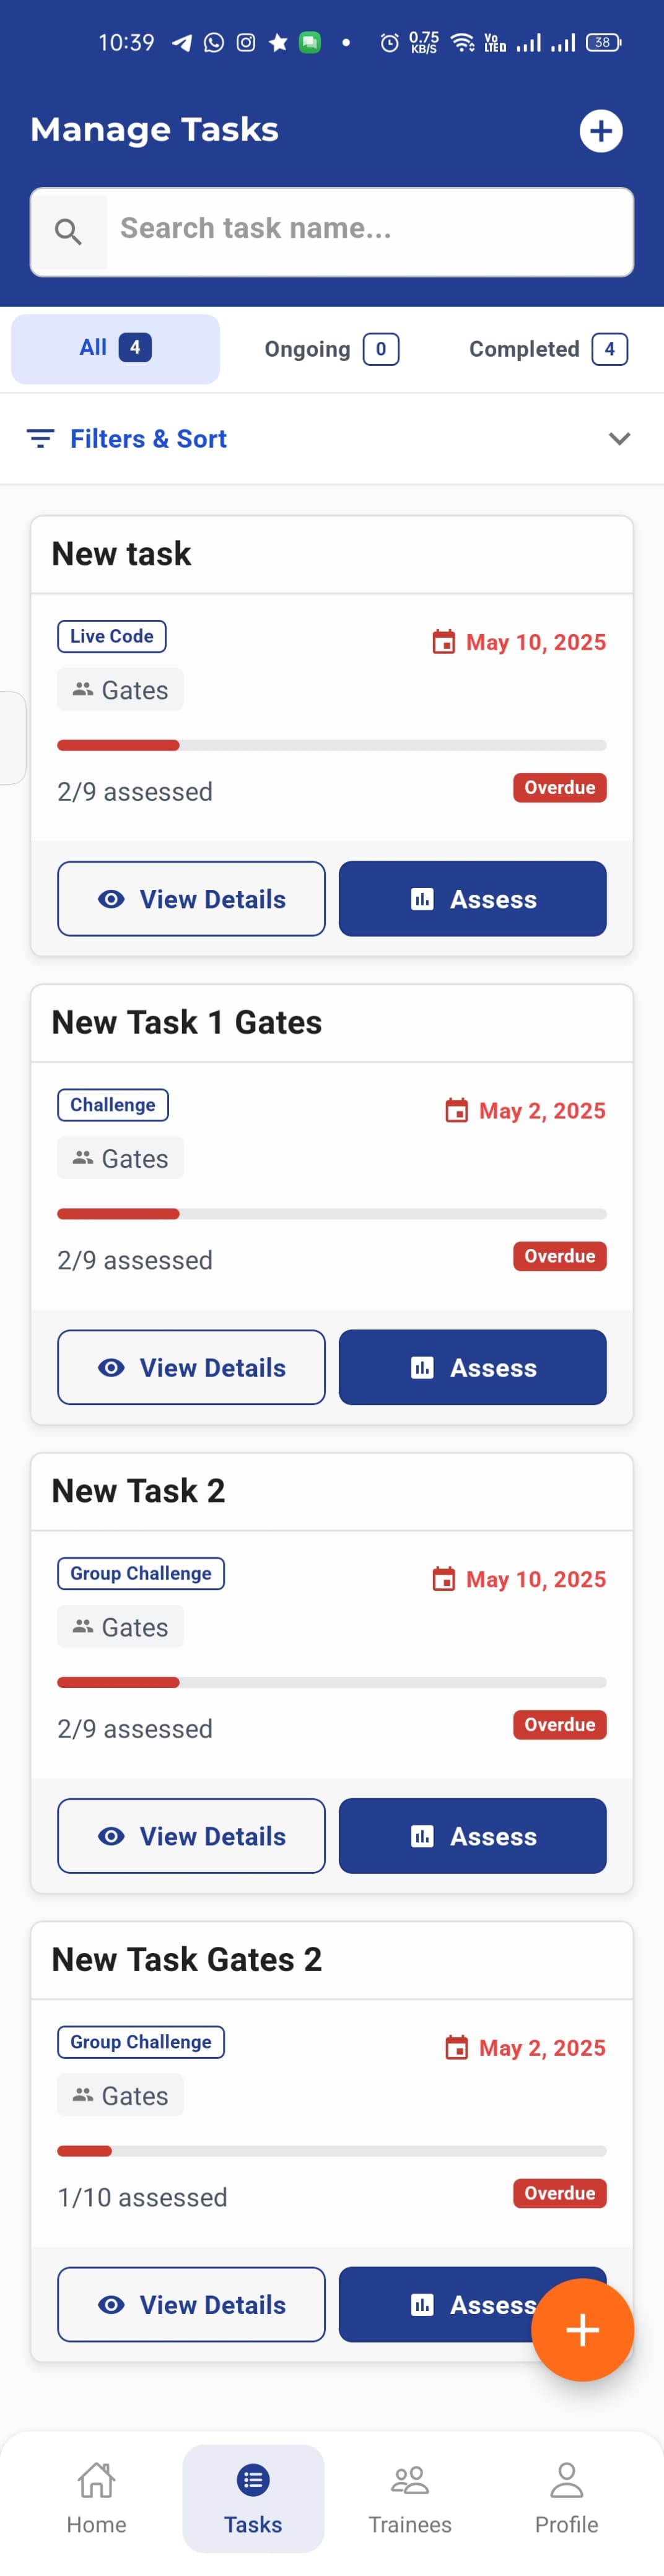 10:39 0.75 KB/S Vo LTED 38
Manage Tasks
Search task name...
All 4 Ongoing 0 Completed 4
Filters & Sort
New task
Live Code May 10, 2025
Gates
2/9 assessed Overdue
View Details Assess
New Task 1 Gates
Challenge May 2, 2025
Gates
2/9 assessed Overdue
View Details Assess
New Task 2
Group Challenge May 10, 2025
Gates
2/9 assessed Overdue
View Details Assess
New Task Gates 2
Group Challenge May 2, 2025
Gates
1/10 assessed Overdue
View Details Assess
Home Tasks Trainees Profile